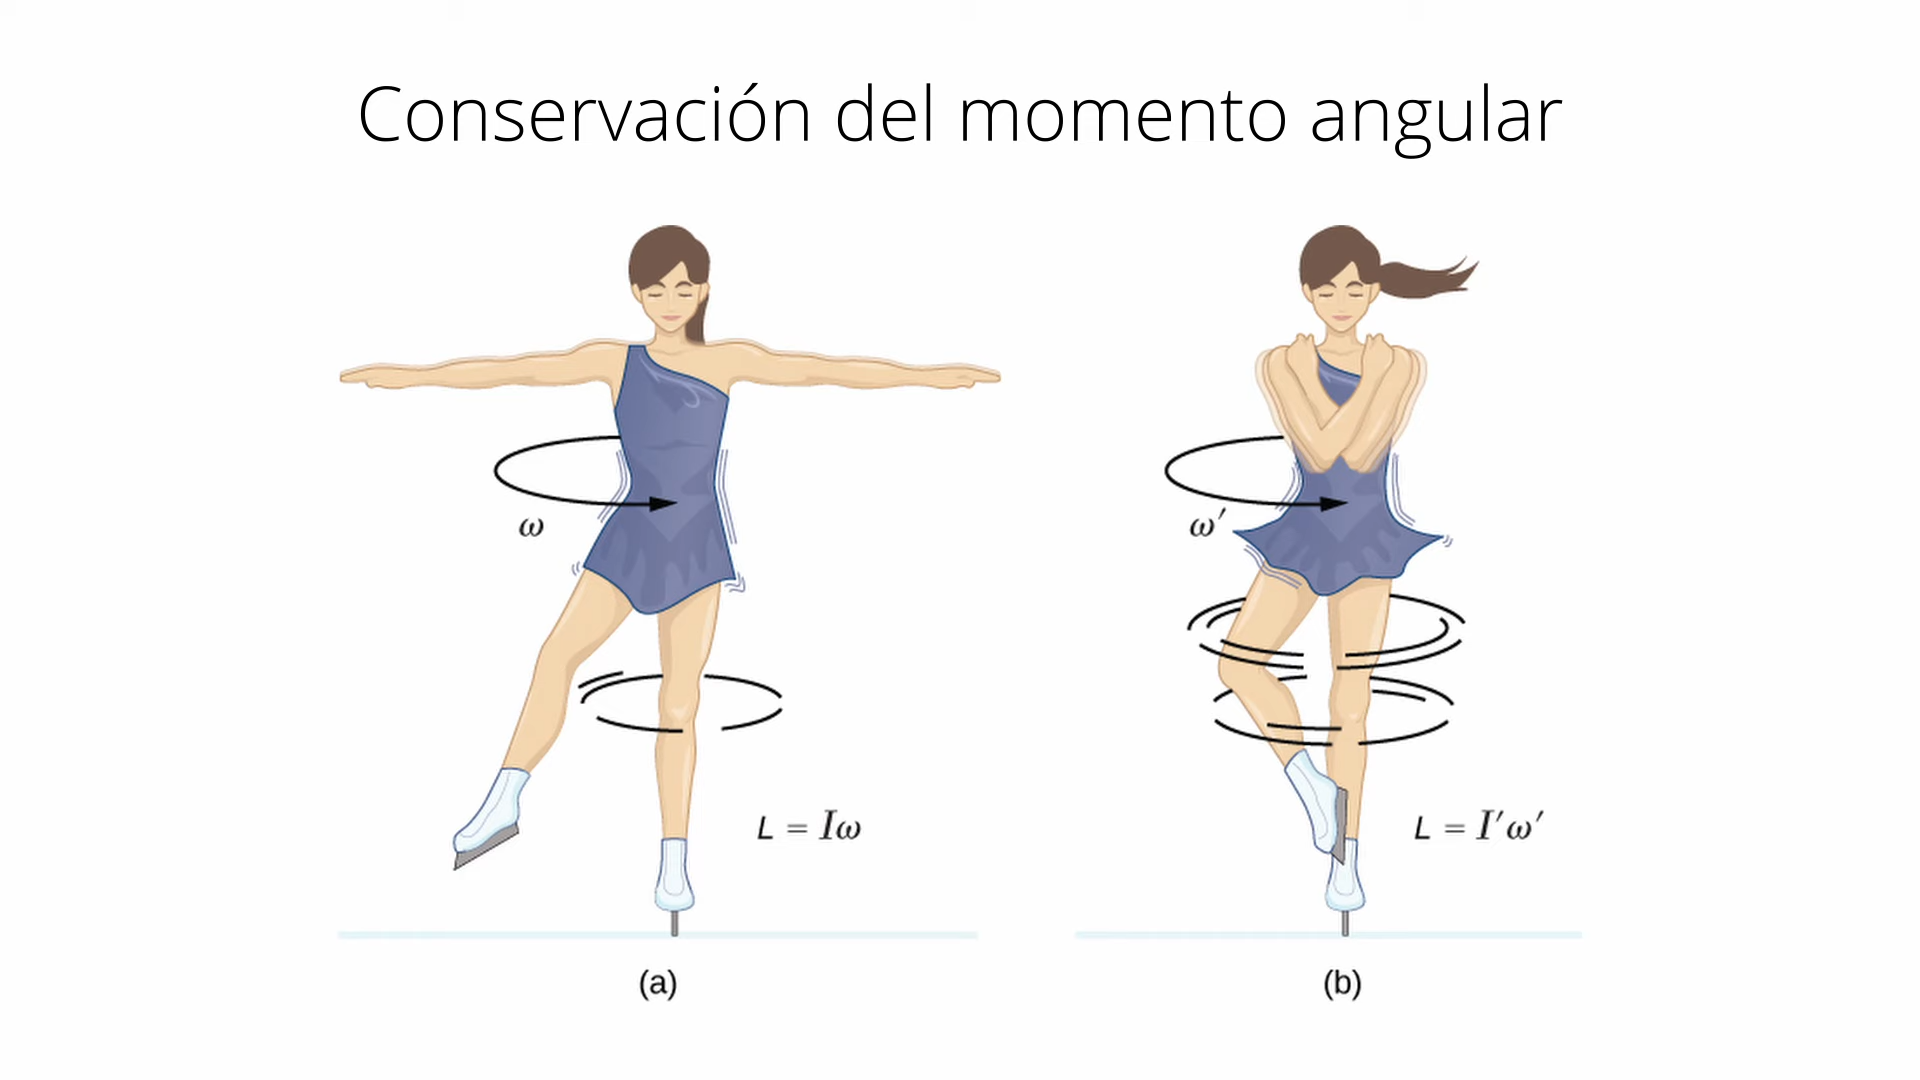 Conservación del momento angular
ω
ω′
L = Iω
L = I′ω′
(a)
(b)